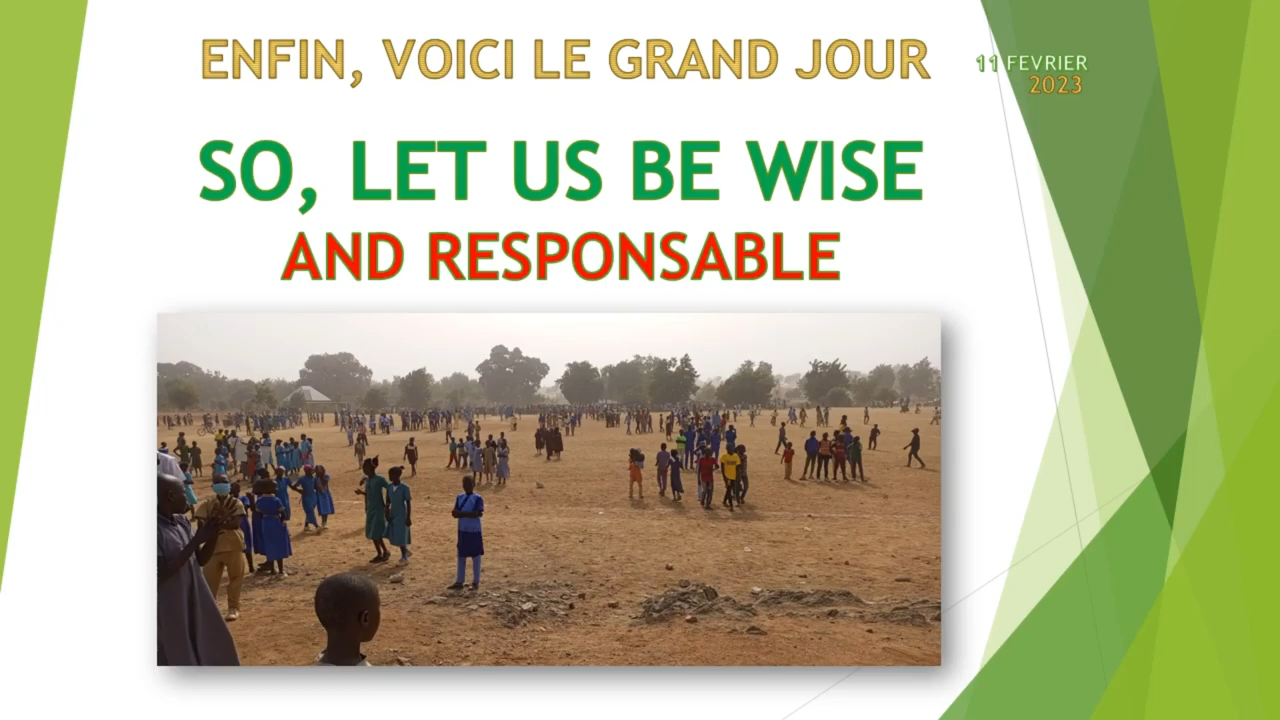 ENFIN, VOICI LE GRAND JOUR
11 FEVRIER
2023
SO, LET US BE WISE
AND RESPONSABLE